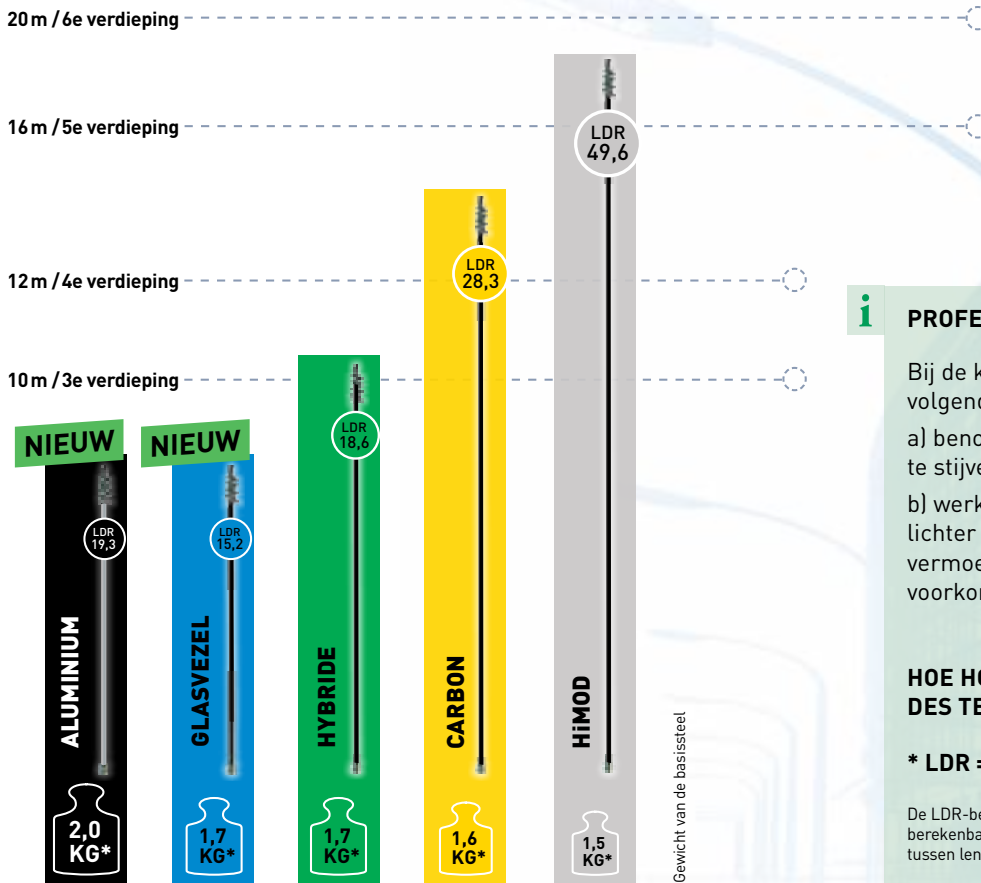 20 m / 6e verdieping
16 m / 5e verdieping
12 m / 4e verdieping
10 m / 3e verdieping
NIEUW
NIEUW
LDR
19,3
LDR
15,2
LDR
18,6
LDR
28,3
LDR
49,6
ALUMINIUM
GLASVEZEL
HYBRIDE
CARBON
HiMOD
2,0
KG*
1,7
KG*
1,7
KG*
1,6
KG*
1,5
KG*
Gewicht van de basissteel
i
PROFE
Bij de k
volgend
a) beno
te stijve
b) werk
lichter
vermoe
voorkor
HOE HO
DES TE
* LDR =
De LDR-be
berekenba
tussen len